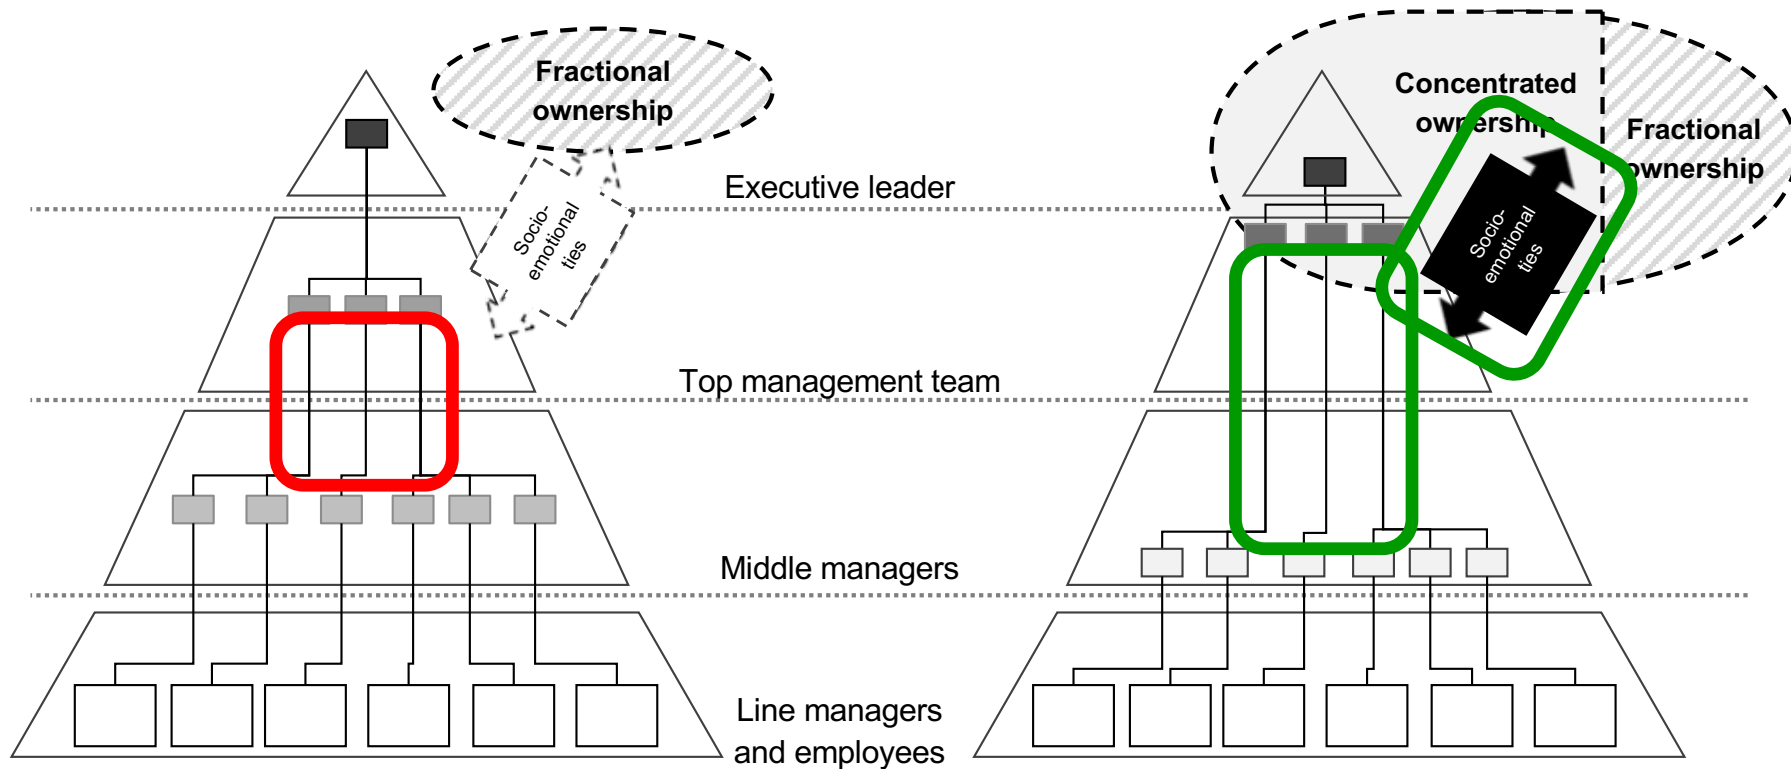 Fractional
ownership
Socio-
emotional
ties
Executive leader
Top management team
Middle managers
Line managers
and employees
Concentrated
ownership
Fractional
ownership
Socio-
emotional
ties